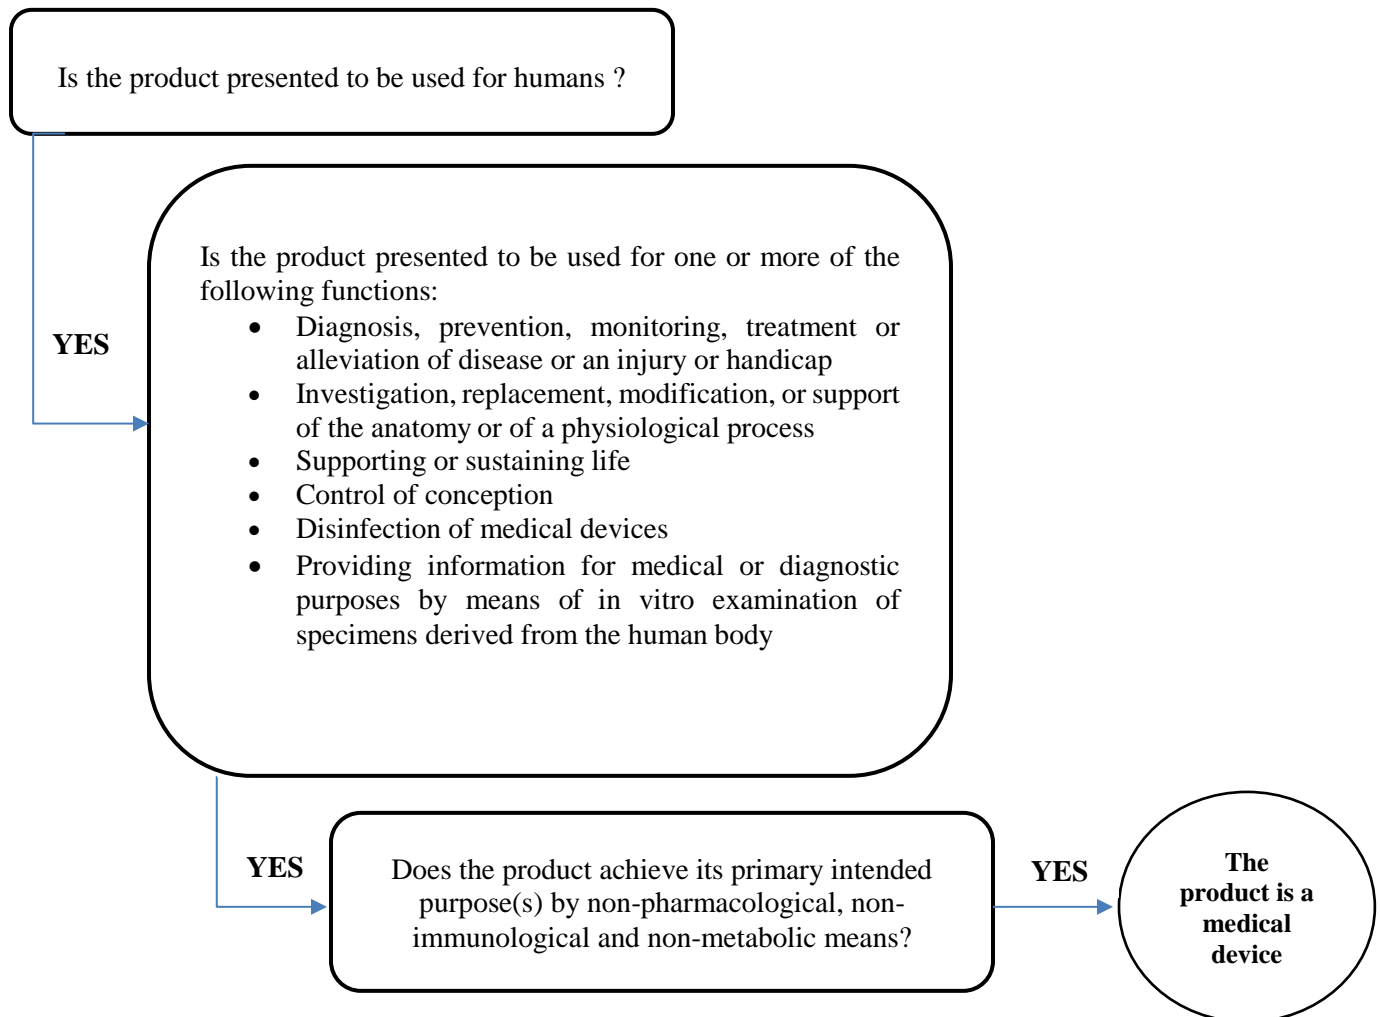 Is the product presented to be used for humans ?
Is the product presented to be used for one or more of the
following functions:
• Diagnosis, prevention, monitoring, treatment or
alleviation of disease or an injury or handicap
• Investigation, replacement, modification, or support
of the anatomy or of a physiological process
• Supporting or sustaining life
• Control of conception
• Disinfection of medical devices
• Providing information for medical or diagnostic
purposes by means of in vitro examination of
specimens derived from the human body
YES
YES
Does the product achieve its primary intended
purpose(s) by non-pharmacological, non-
immunological and non-metabolic means?
YES
The
product is a
medical
device